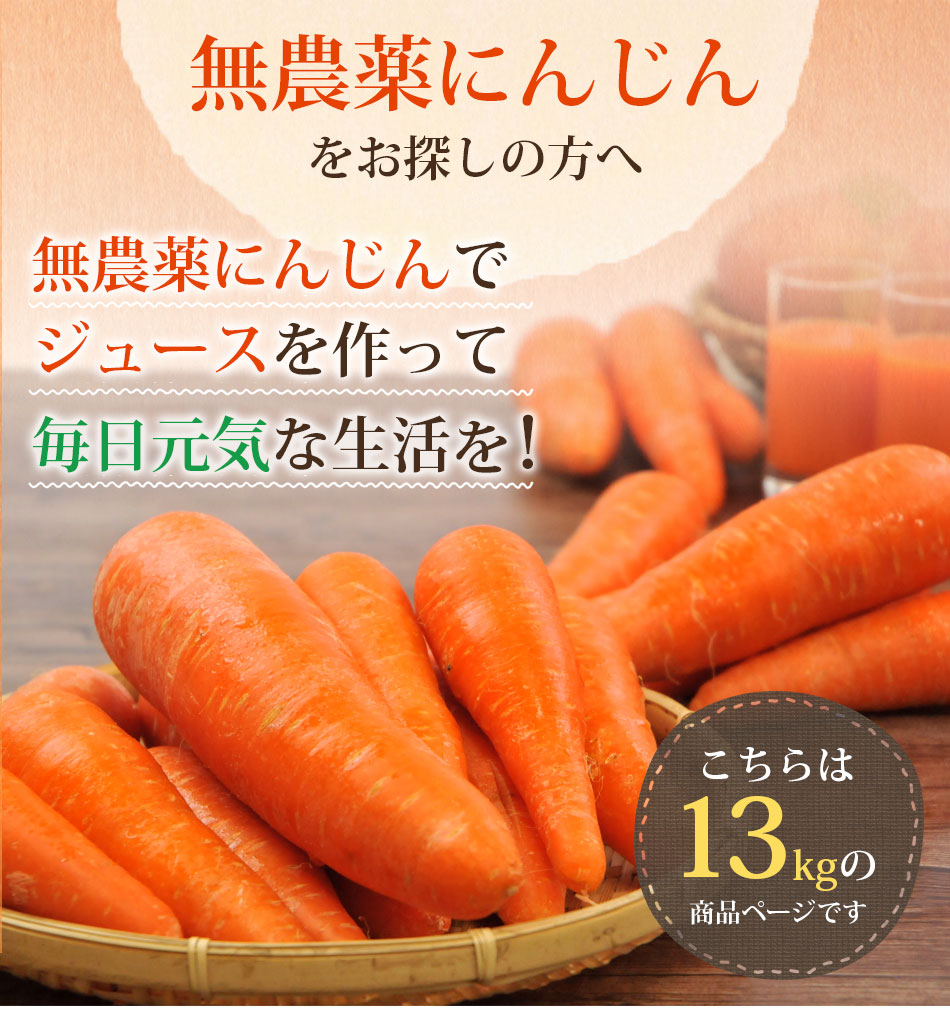 無農薬にんじん
をお探しの方へ
無農薬にんじんで
ジュースを作って
毎日元気な生活を!
こちらは
13kgの
商品ページです